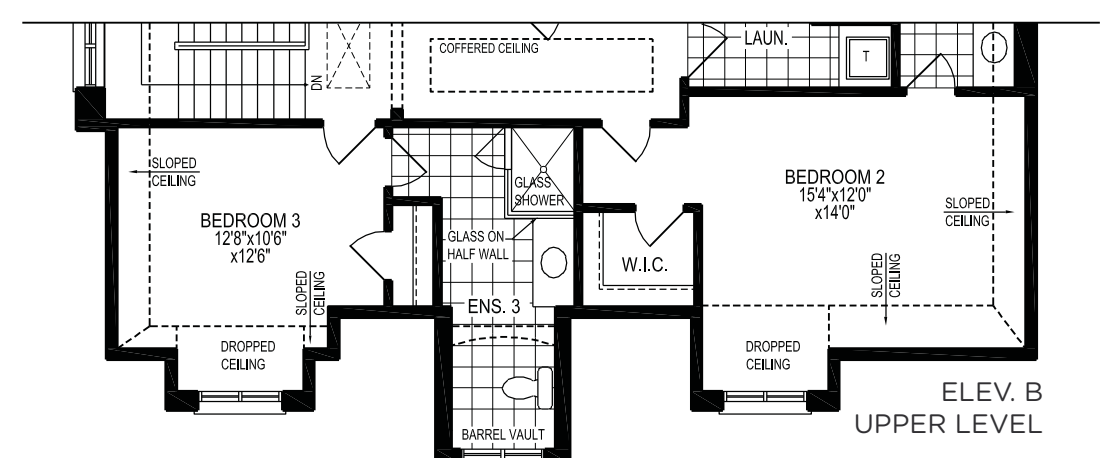 COFFERED CEILING
LAUN.
T
X
DN
SLOPED
CEILING
GLASS
SHOWER
BEDROOM 2
15'4"x12'0"
x14'0"
SLOPED
CEILING
BEDROOM 3
12'8"x10'6"
x12'6"
GLASS ON
HALF WALL
W.I.C.
SLOPED
CEILING
SLOPED
CEILING
ENS. 3
DROPPED
CEILING
DROPPED
CEILING
BARREL VAULT
ELEV. B
UPPER LEVEL